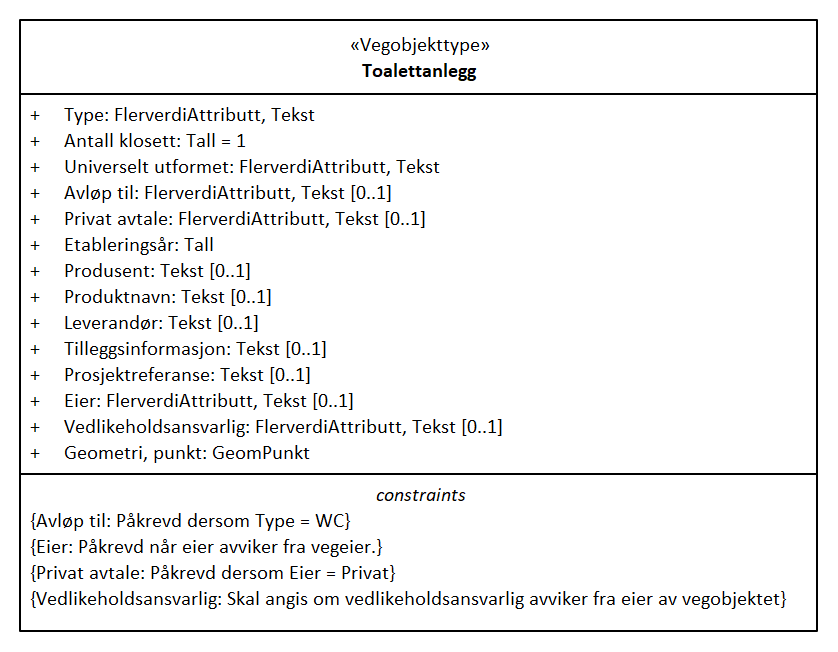 «Vegobjekttype»
Toalettanlegg
+ Type: FlerverdiAttributt, Tekst
+ Antall klosett: Tall = 1
+ Universelt utformet: FlerverdiAttributt, Tekst
+ Avløp til: FlerverdiAttributt, Tekst [0..1]
+ Privat avtale: FlerverdiAttributt, Tekst [0..1]
+ Etableringsår: Tall
+ Produsent: Tekst [0..1]
+ Produktnavn: Tekst [0..1]
+ Leverandør: Tekst [0..1]
+ Tilleggsinformasjon: Tekst [0..1]
+ Prosjektreferanse: Tekst [0..1]
+ Eier: FlerverdiAttributt, Tekst [0..1]
+ Vedlikeholdsansvarlig: FlerverdiAttributt, Tekst [0..1]
+ Geometri, punkt: GeomPunkt
constraints
{Avløp til: Påkrevd dersom Type = WC}
{Eier: Påkrevd når eier avviker fra vegeier.}
{Privat avtale: Påkrevd dersom Eier = Privat}
{Vedlikeholdsansvarlig: Skal angis om vedlikeholdsansvarlig avviker fra eier av vegobjektet}